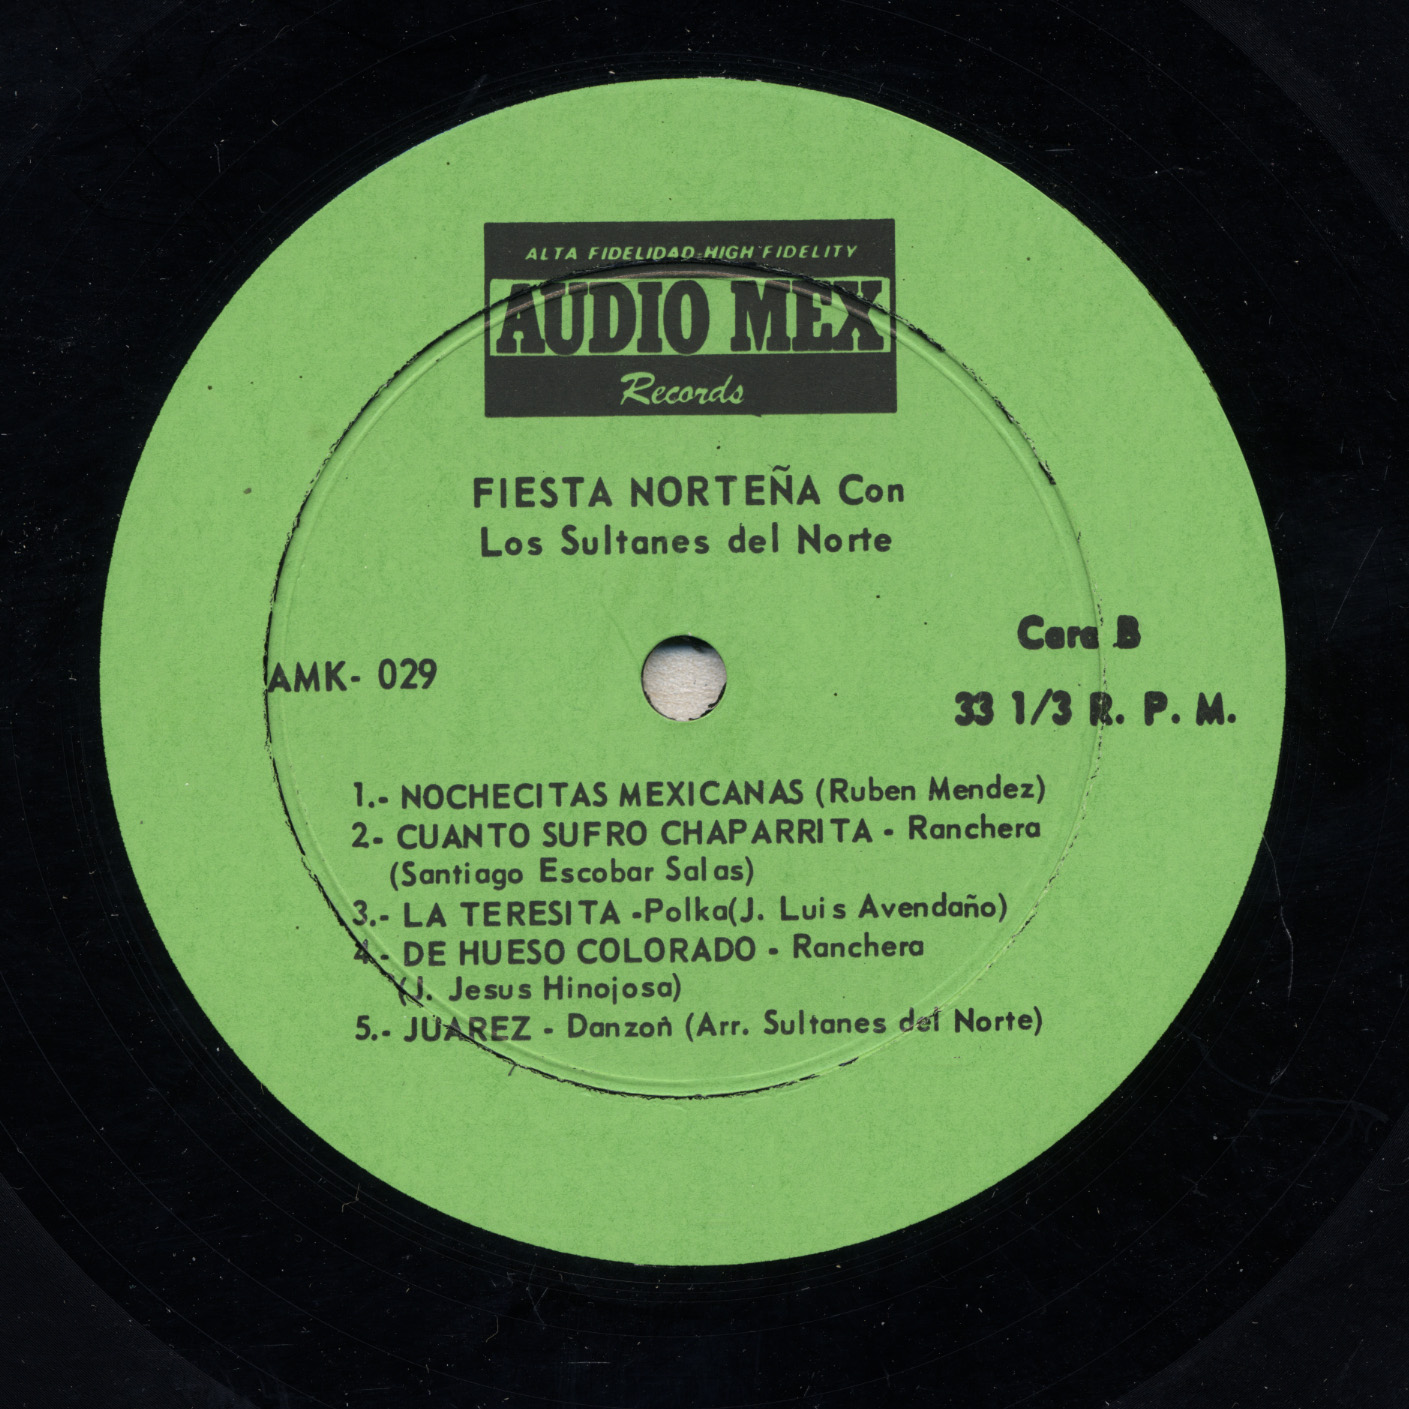 ALTA FIDELIDAD-HIGH FIDELITY
AUDIO MEX
Records
FIESTA NORTEÑA Con
Los Sultanes del Norte
Cara B
AMK- 029
33 1/3 R. P. M.
1.- NOCHECITAS MEXICANAS (Ruben Mendez)
2- CUANTO SUFRO CHAPARRITA - Ranchera
(Santiago Escobar Salas)
3.- LA TERESITA -Polka(J. Luis Avendaño)
4.- DE HUESO COLORADO - Ranchera
(J. Jesus Hinojosa)
5.- JUAREZ - Danzon (Arr. Sultanes del Norte)